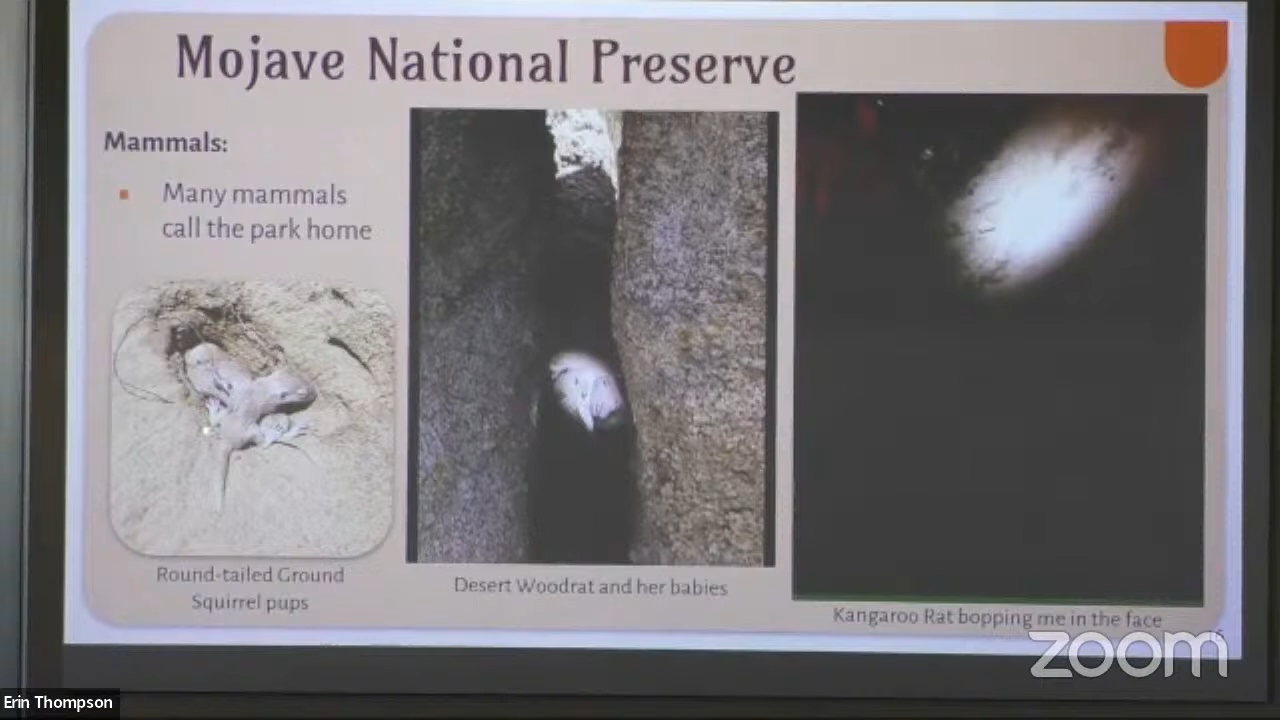 Mojave National Preserve
Mammals:
Many mammals
call the park home
Round-tailed Ground
Squirrel pups
Desert Woodrat and her babies
Kangaroo Rat bopping me in the face
zoom
Erin Thompson